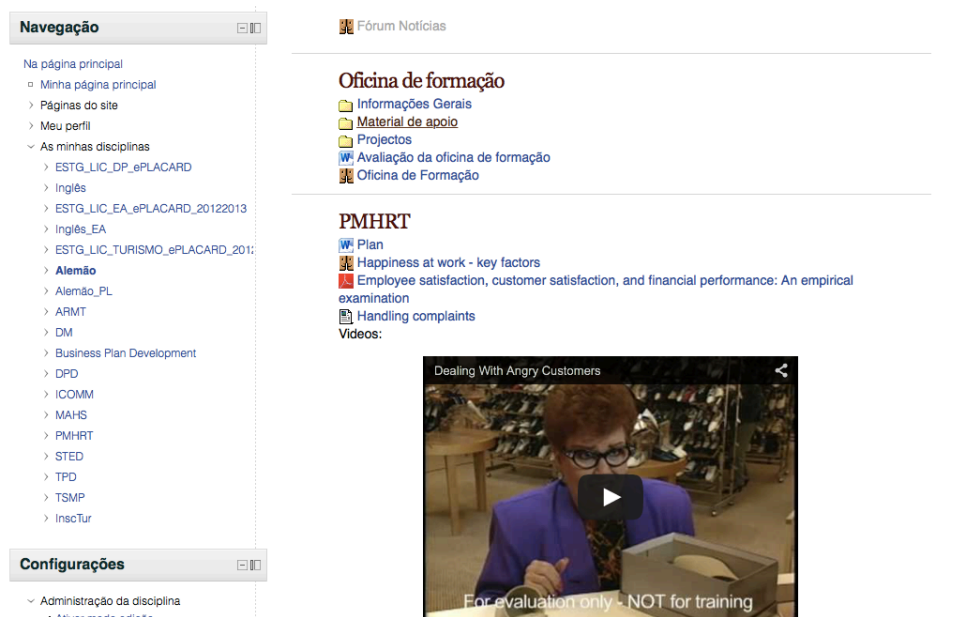 Navegação
Na página principal
Minha página principal
Páginas do site
Meu perfil
As minhas disciplinas
ESTG_LIC_DP_ePLACARD
Inglês
ESTG_LIC_EA_ePLACARD_20122013
Inglês_EA
ESTG_LIC_TURISMO_ePLACARD_201
Alemão
Alemão_PL
ARMT
DM
Business Plan Development
DPD
ICOMM
MAHS
PMHRT
STED
TPD
TSMP
InscTur
Configurações
Administração da disciplina
Ativar modo edição
Fórum Notícias
Oficina de formação
Informações Gerais
Material de apoio
Projectos
Avaliação da oficina de formação
Oficina de Formação
PMHRT
Plan
Happiness at work - key factors
Employee satisfaction, customer satisfaction, and financial performance: An empirical
examination
Handling complaints
Videos:
Dealing With Angry Customers
For evaluation only - NOT for training